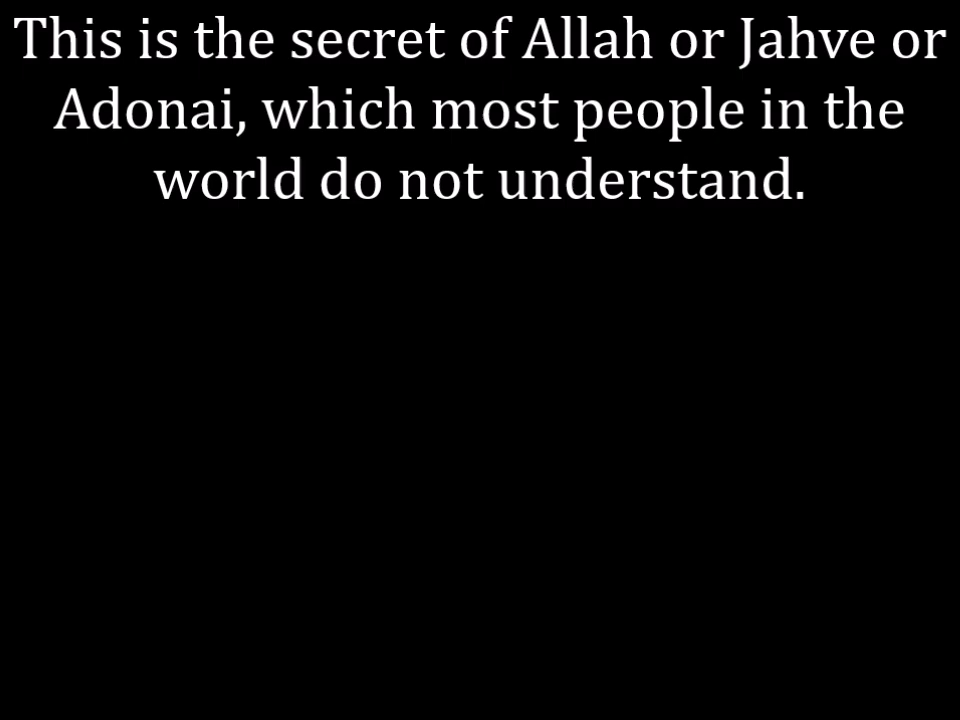 This is the secret of Allah or Jahve or
Adonai, which most people in the
world do not understand.